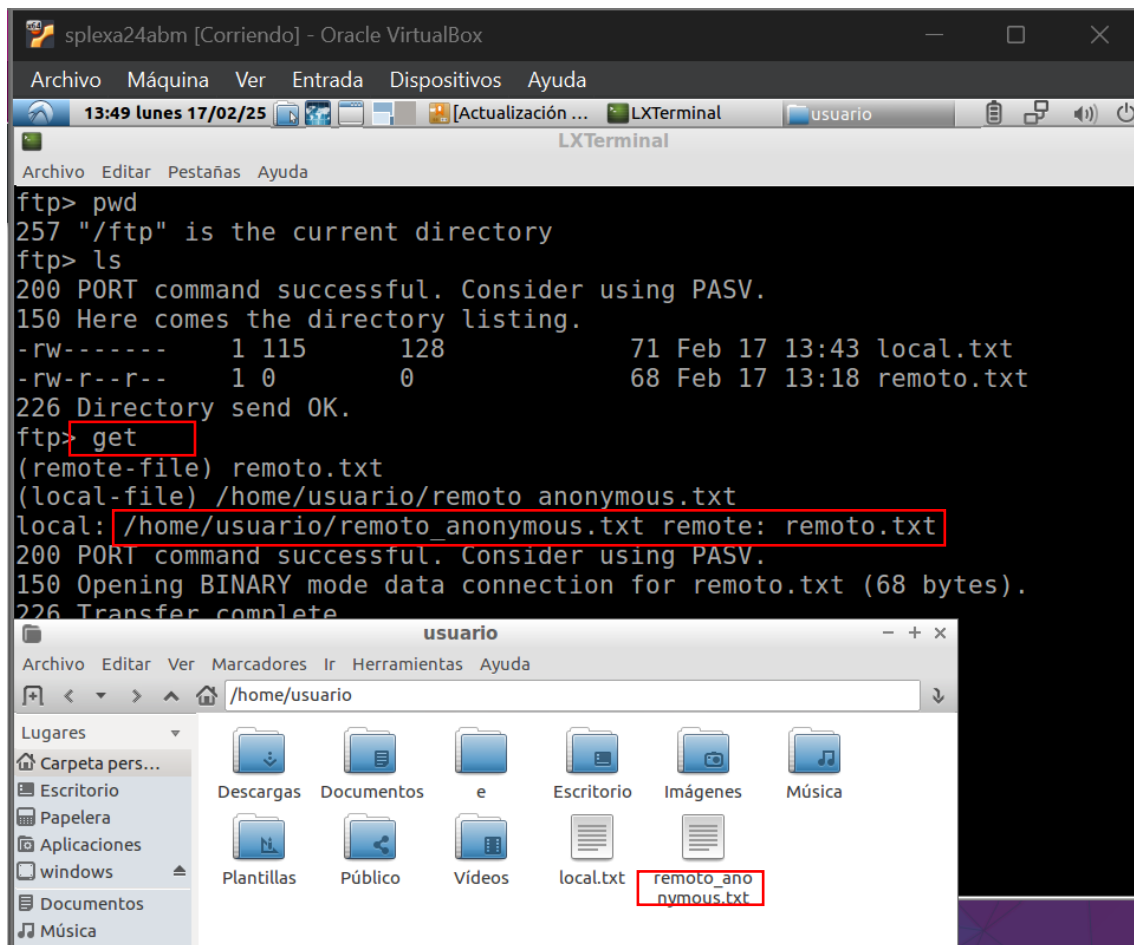 splexa24abm [Corriendo] - Oracle VirtualBox
Archivo Máquina Ver Entrada Dispositivos Ayuda
13:49 lunes 17/02/25 [Actualización ... LXTerminal usuario
LXTerminal
Archivo Editar Pestañas Ayuda
ftp> pwd
257 "/ftp" is the current directory
ftp> ls
200 PORT command successful. Consider using PASV.
150 Here comes the directory listing.
-rw------- 1 115 128 71 Feb 17 13:43 local.txt
-rw-r--r-- 1 0 0 68 Feb 17 13:18 remoto.txt
226 Directory send OK.
ftp> get
(remote-file) remoto.txt
(local-file) /home/usuario/remoto_anonymous.txt
local: /home/usuario/remoto_anonymous.txt remote: remoto.txt
200 PORT command successful. Consider using PASV.
150 Opening BINARY mode data connection for remoto.txt (68 bytes).
226 Transfer complete
usuario
Archivo Editar Ver Marcadores Ir Herramientas Ayuda
/home/usuario
Lugares
Carpeta pers...
Escritorio
Papelera
Aplicaciones
windows
Documentos
Música
Descargas Documentos e Escritorio Imágenes Música
Plantillas Público Vídeos local.txt remoto_ano
nymous.txt